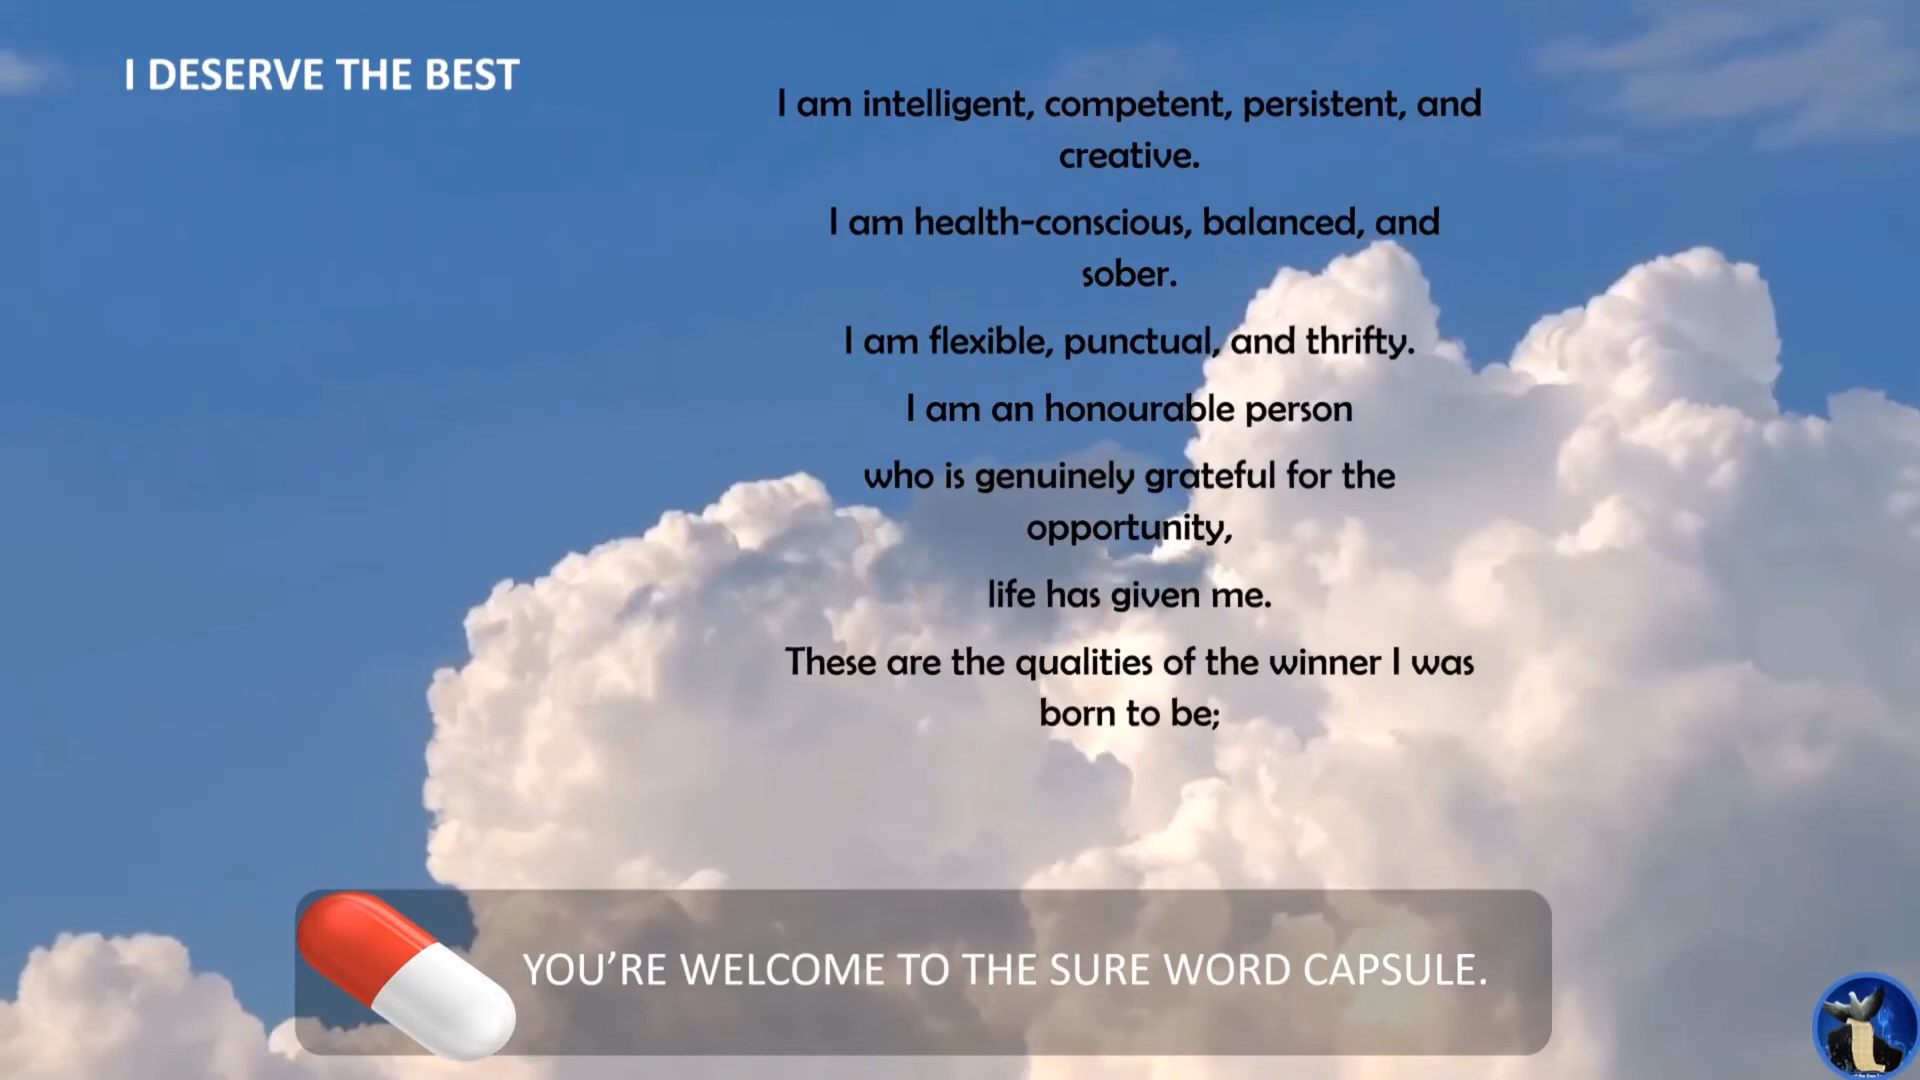 I DESERVE THE BEST
I am intelligent, competent, persistent, and
creative.
I am health-conscious, balanced, and
sober.
I am flexible, punctual, and thrifty.
I am an honourable person
who is genuinely grateful for the
opportunity,
life has given me.
These are the qualities of the winner I was
born to be;
YOU’RE WELCOME TO THE SURE WORD CAPSULE.